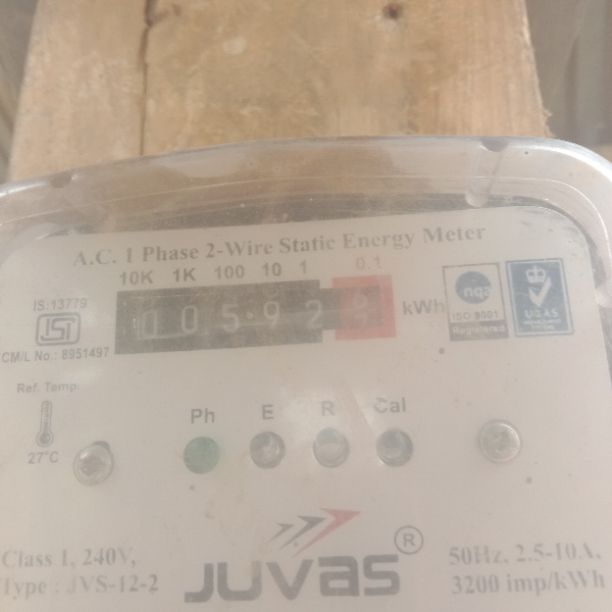 A.C. 1 Phase 2-Wire Static Energy Meter
10K 1K 100 10 1 0.1
0 0 5 9 2
kWh
IS:13779
CM/L No.: 8951497
nqa
ISO 9001
Registered
UKAS
Ref. Temp.
27°C
Ph E R Cal
Class 1, 240V,
Type : JVS-12-2
JUVAS®
50Hz, 2.5-10A,
3200 imp/kWh